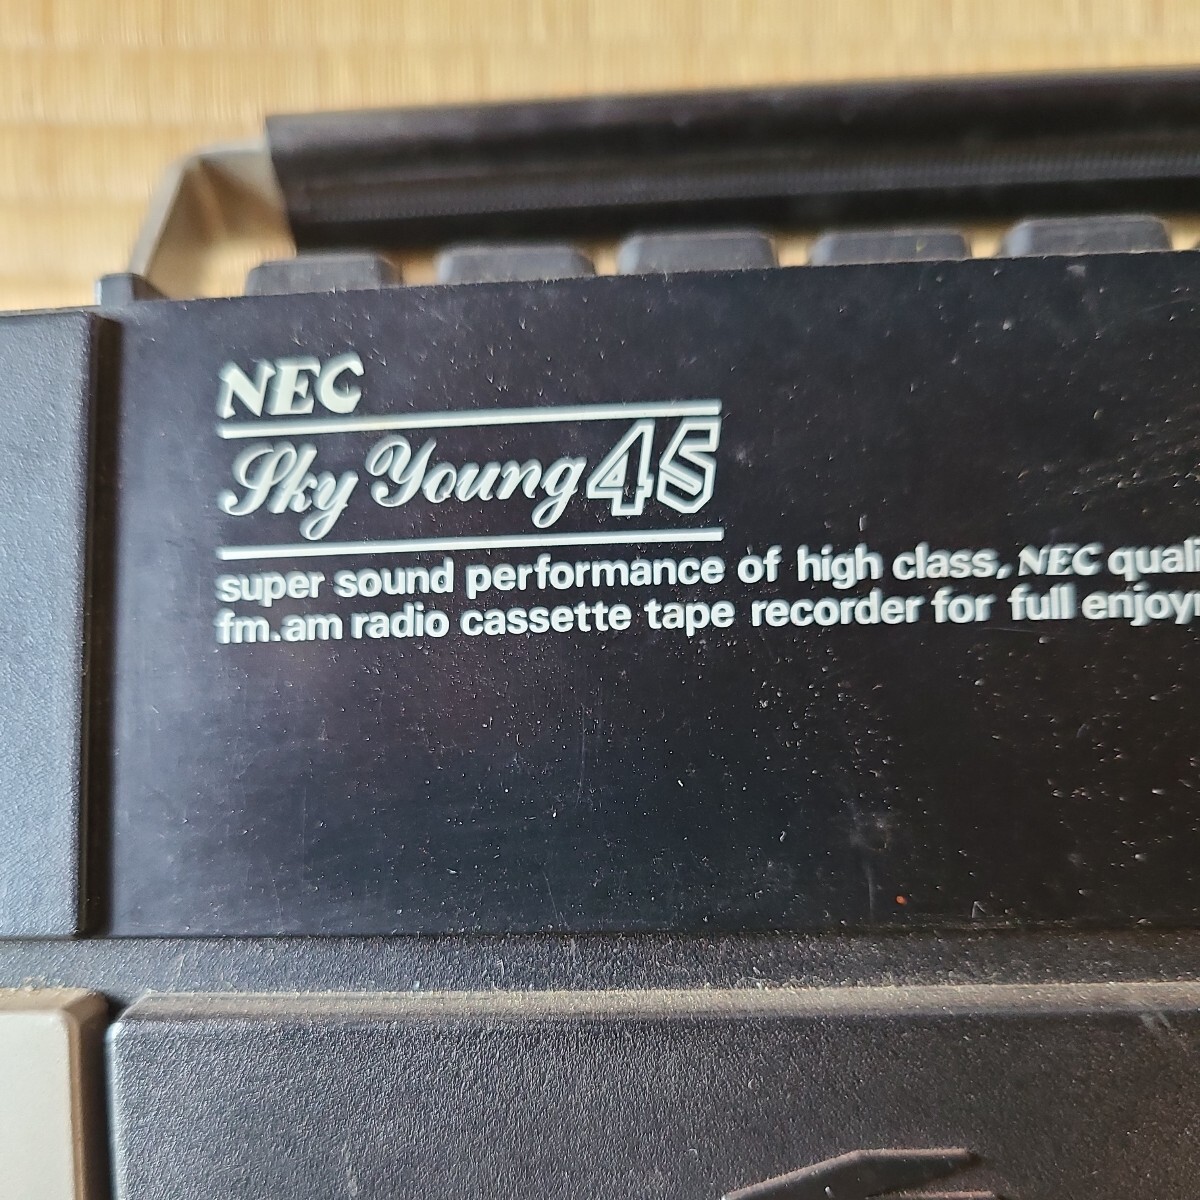 NEC
Sky Young 45
super sound performance of high class, NEC quali
fm.am radio cassette tape recorder for full enjoy